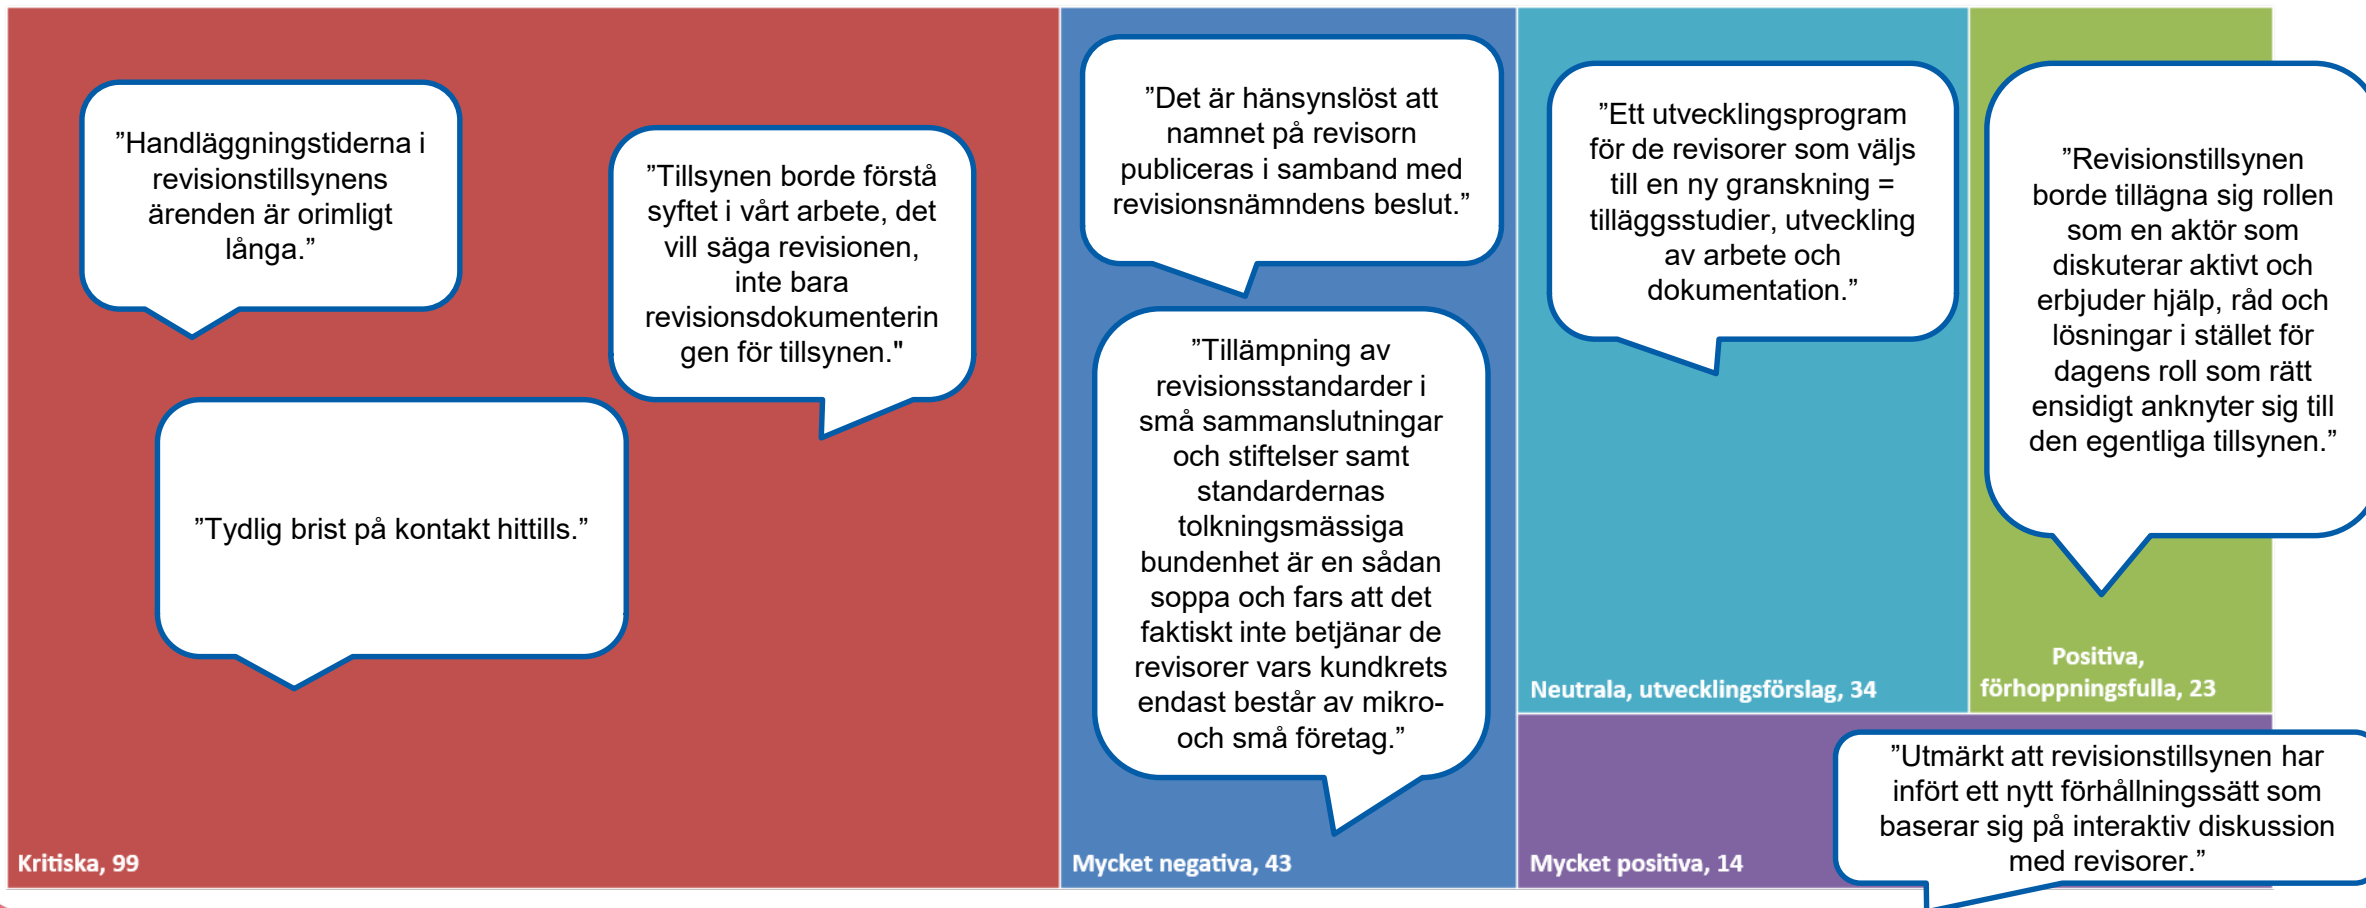 ”Handläggningstiderna i
revisionstillsynens
ärenden är orimligt
långa.”
”Tillsynen borde förstå
syftet i vårt arbete, det
vill säga revisionen,
inte bara
revisionsdokumenterin
gen för tillsynen."
”Tydlig brist på kontakt hittills.”
Kritiska, 99
”Det är hänsynslöst att
namnet på revisorn
publiceras i samband med
revisionsnämndens beslut.”
”Tillämpning av
revisionsstandarder i
små sammanslutningar
och stiftelser samt
standardernas
tolkningsmässiga
bundenhet är en sådan
soppa och fars att det
faktiskt inte betjänar de
revisorer vars kundkrets
endast består av mikro-
och små företag.”
Mycket negativa, 43
”Ett utvecklingsprogram
för de revisorer som väljs
till en ny granskning =
tilläggsstudier, utveckling
av arbete och
dokumentation.”
Neutrala, utvecklingsförslag, 34
”Revisionstillsynen
borde tillägna sig rollen
som en aktör som
diskuterar aktivt och
erbjuder hjälp, råd och
lösningar i stället för
dagens roll som rätt
ensidigt anknyter sig till
den egentliga tillsynen.”
Positiva,
förhoppningsfulla, 23
”Utmärkt att revisionstillsynen har
infört ett nytt förhållningssätt som
baserar sig på interaktiv diskussion
med revisorer.”
Mycket positiva, 14